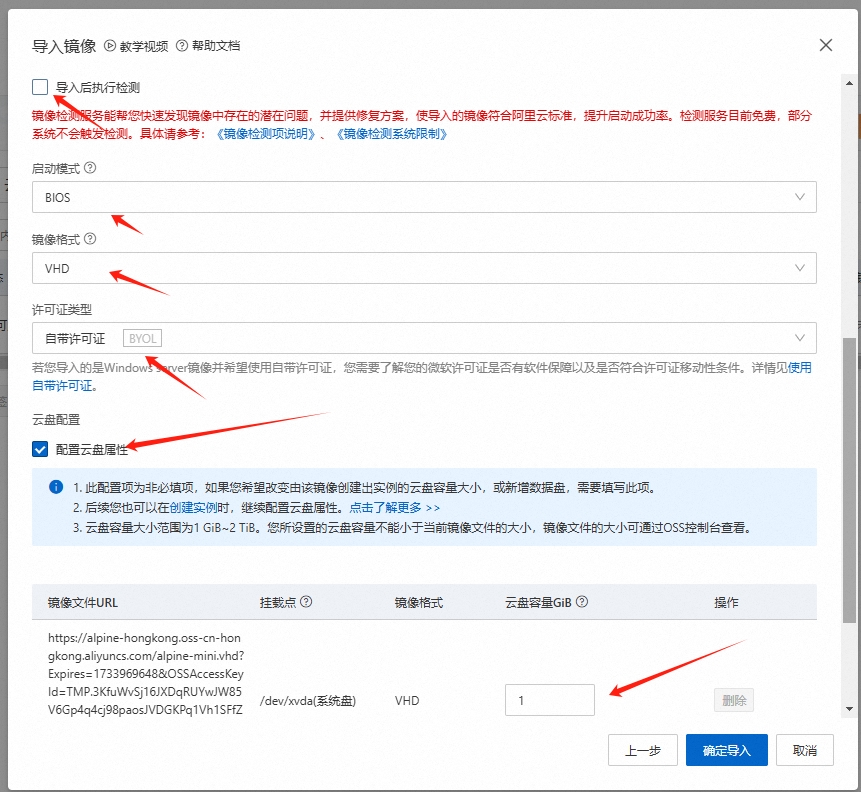 导入镜像 教学视频 帮助文档
导入后执行检测
镜像检测服务能帮您快速发现镜像中存在的潜在问题，并提供修复方案，使导入的镜像符合阿里云标准，提升启动成功率。检测服务目前免费，部分
系统不会触发检测。具体请参考：《镜像检测项说明》、《镜像检测系统限制》
启动模式
BIOS
镜像格式
VHD
许可证类型
自带许可证 BYOL
若您导入的是Windows Server镜像并希望使用自带许可证，您需要了解您的微软许可证是否有软件保障以及是否符合许可证移动性条件。详情见使用
自带许可证。
云盘配置
配置云盘属性
1. 此配置项为非必填项，如果您希望改变由该镜像创建出实例的云盘容量大小，或新增数据盘，需要填写此项。
2. 后续您也可以在创建实例时，继续配置云盘属性。点击了解更多 >>
3. 云盘容量大小范围为1 GiB~2 TiB。您所设置的云盘容量不能小于当前镜像文件的大小，镜像文件的大小可通过OSS控制台查看。
镜像文件URL 挂载点 镜像格式 云盘容量GiB 操作
https://alpine-hongkong.oss-cn-hon
gkong.aliyuncs.com/alpine-mini.vhd?
Expires=1733969648&OSSAccessKey
Id=TMP.3KfuWvSj16JXDqRUYwJW85
V6Gp4q4cj98paosJVDGKPq1Vh1SFfZ
/dev/xvda(系统盘) VHD 1 删除
上一步 确定导入 取消